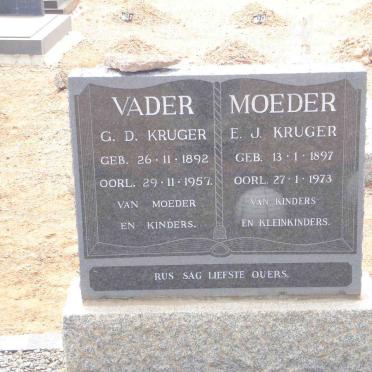 VADER
G. D. KRUGER
GEB. 26·11·1892
OORL. 29·11·1957.
VAN MOEDER
EN KINDERS.
MOEDER
E. J. KRUGER
GEB. 13·1·1897
OORL. 27·1·1973
VAN KINDERS
EN KLEINKINDERS.
RUS SAG LIEFSTE OUERS.